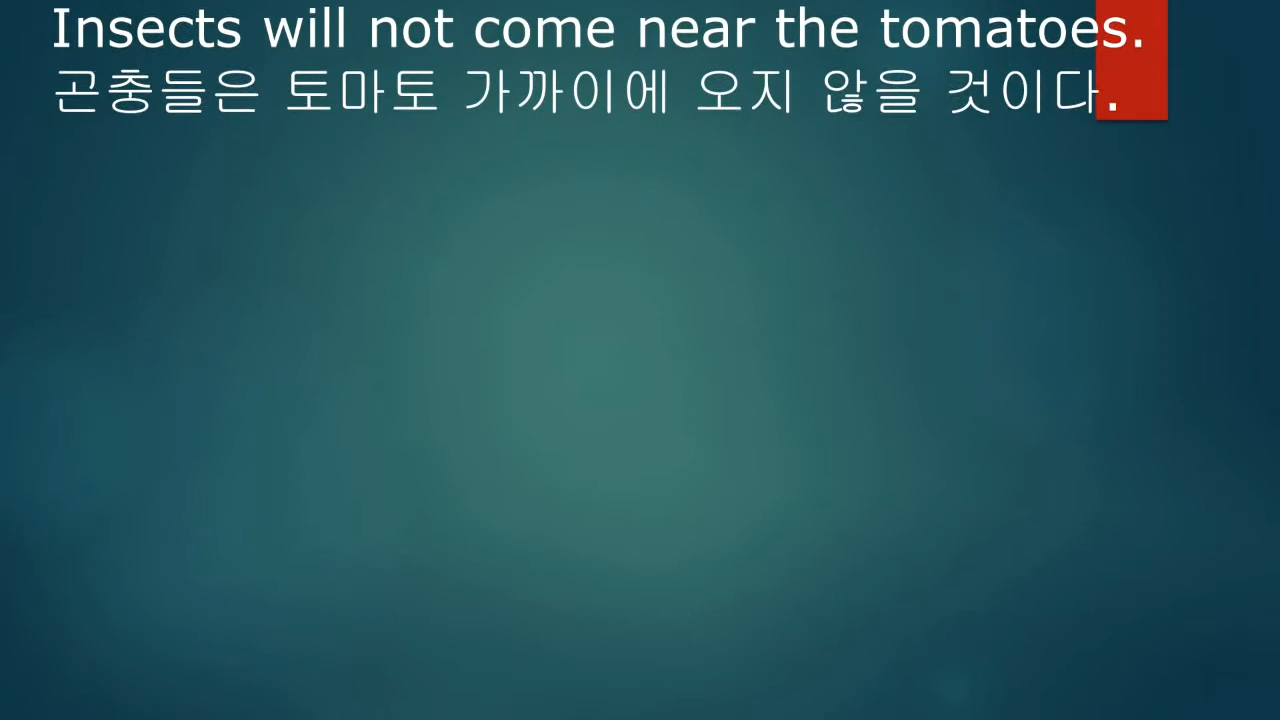 Insects will not come near the tomatoes.
곤충들은 토마토 가까이에 오지 않을 것이다.